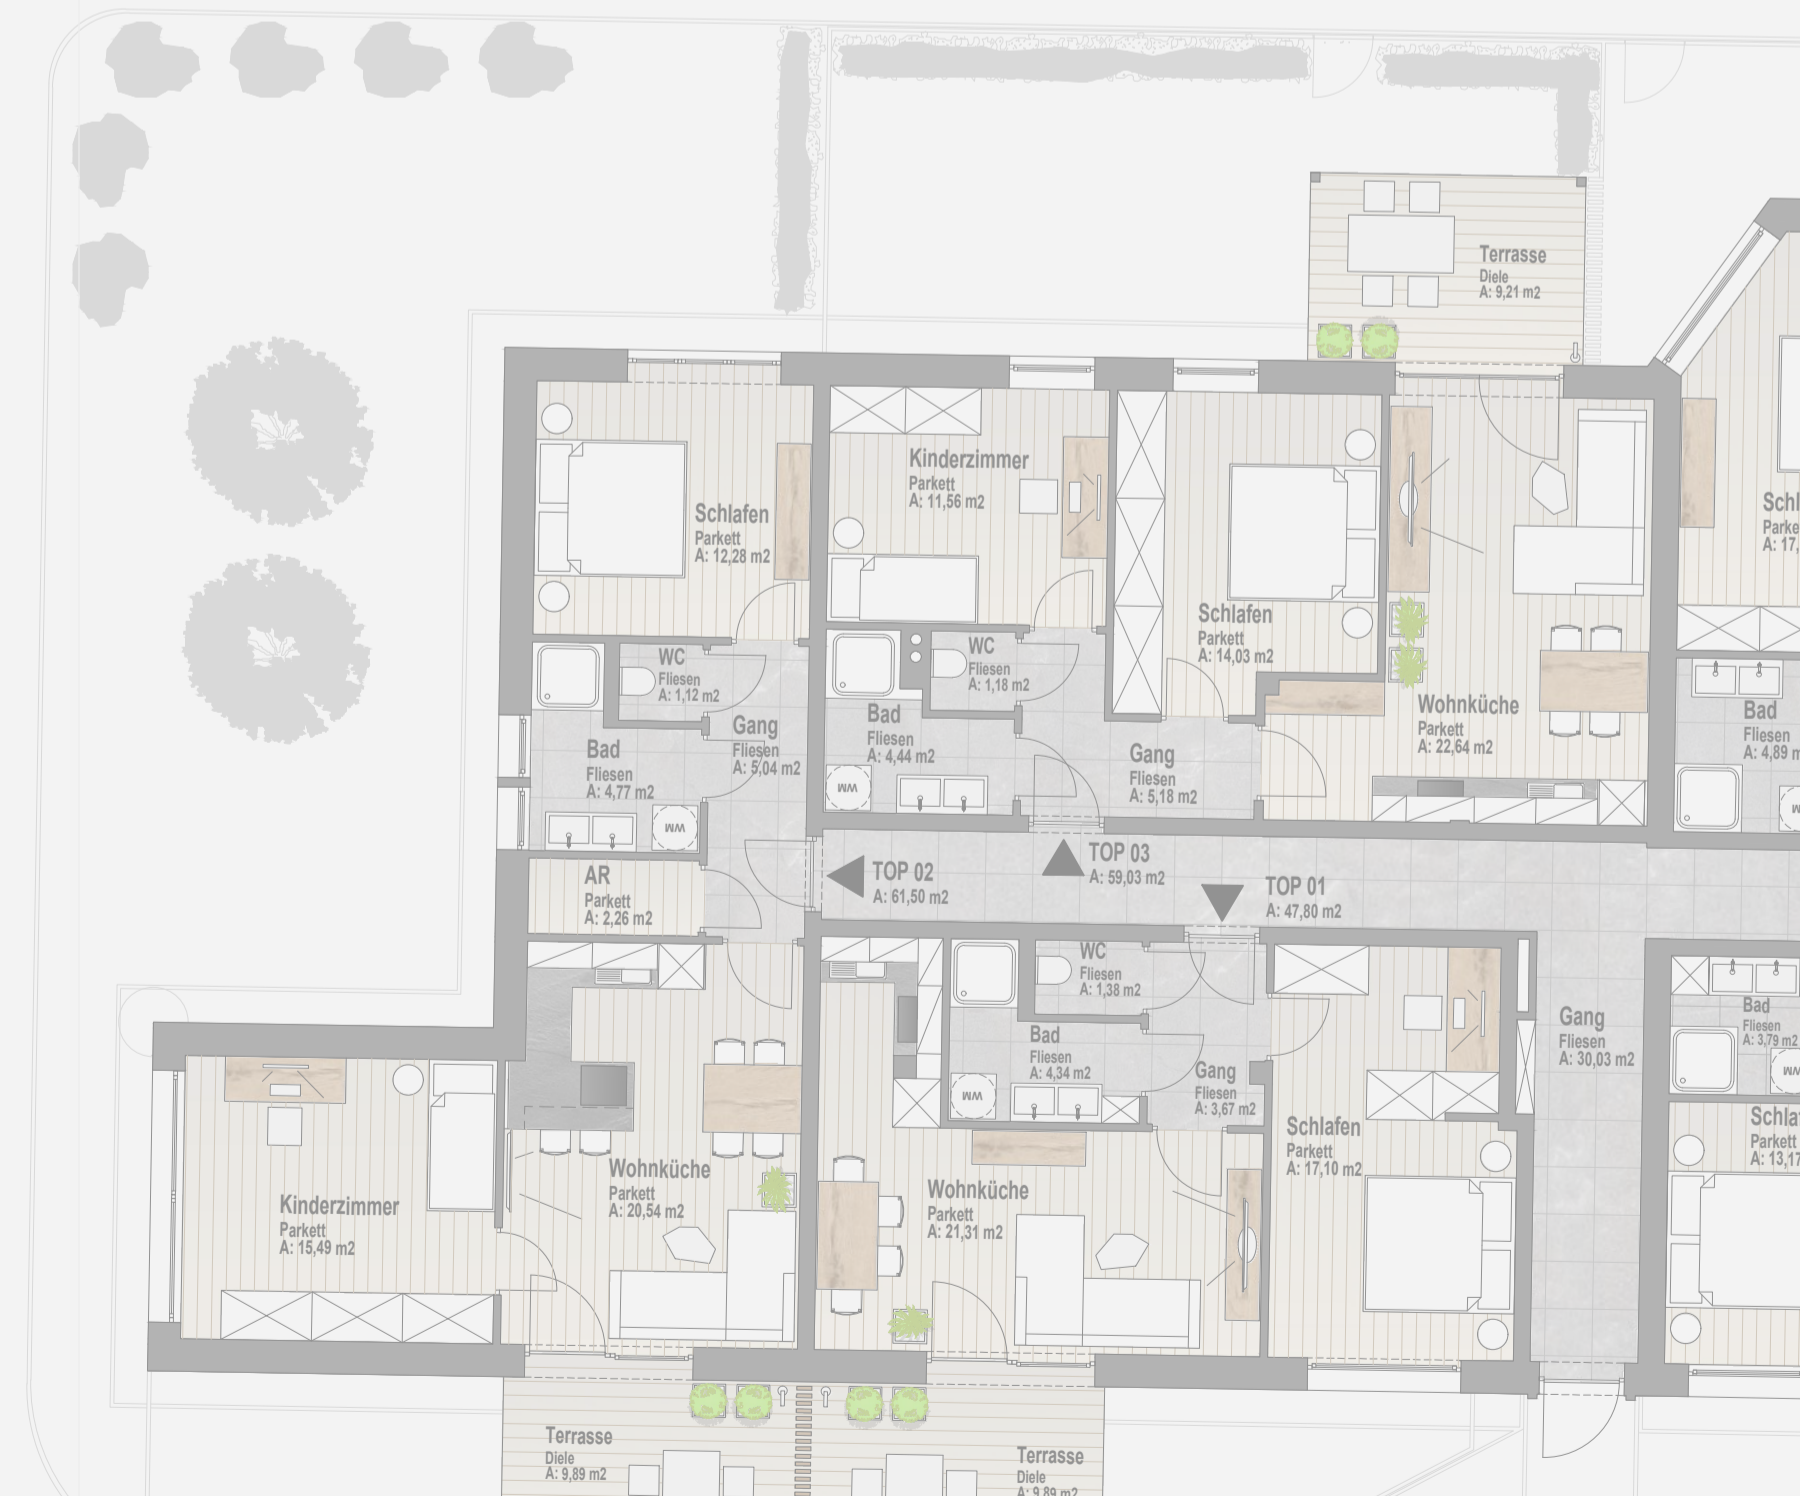 Terrasse
Diele
A: 9,21 m2
Kinderzimmer
Parkett
A: 11,56 m2
Schlafen
Parkett
A: 12,28 m2
Schlafen
Parkett
A: 14,03 m2
WC
Fliesen
A: 1,12 m2
WC
Fliesen
A: 1,18 m2
Gang
Fliesen
A: 5,04 m2
Bad
Fliesen
A: 4,77 m2
WM
Bad
Fliesen
A: 4,44 m2
WM
Gang
Fliesen
A: 5,18 m2
Wohnküche
Parkett
A: 22,64 m2
Bad
Fliesen
A: 4,89 m
AR
Parkett
A: 2,26 m2
TOP 02
A: 61,50 m2
TOP 03
A: 59,03 m2
TOP 01
A: 47,80 m2
WC
Fliesen
A: 1,38 m2
Bad
Fliesen
A: 4,34 m2
WM
Gang
Fliesen
A: 3,67 m2
Gang
Fliesen
A: 30,03 m2
Bad
Fliesen
A: 3,79 m2
Schlafen
Parkett
A: 17,10 m2
Wohnküche
Parkett
A: 20,54 m2
Wohnküche
Parkett
A: 21,31 m2
Kinderzimmer
Parkett
A: 15,49 m2
Terrasse
Diele
A: 9,89 m2
Terrasse
Diele
A: 9,89 m2